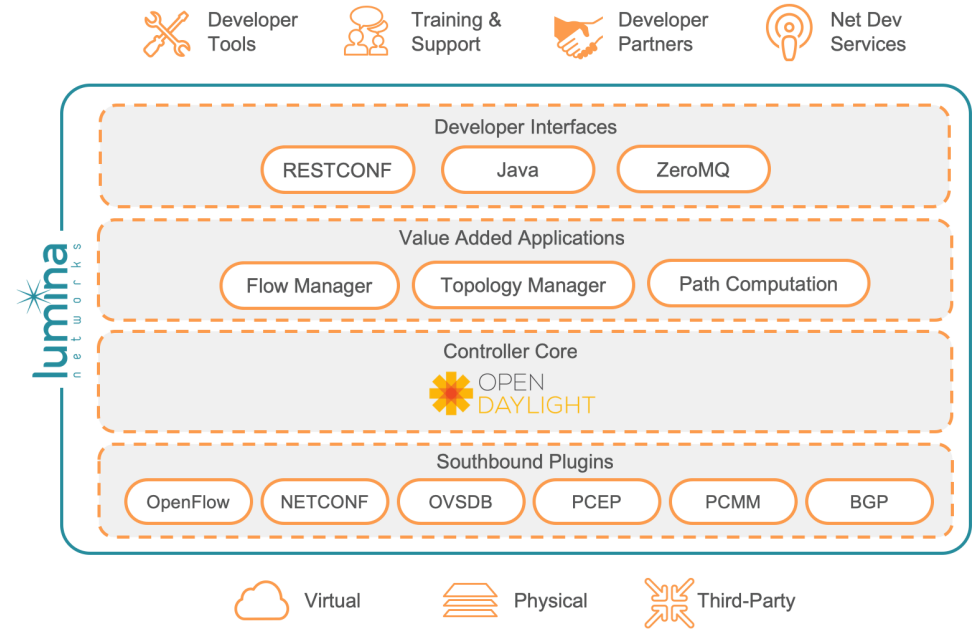 Developer
Tools
Training &
Support
Developer
Partners
Net Dev
Services
Developer Interfaces
RESTCONF
Java
ZeroMQ
Value Added Applications
Flow Manager
Topology Manager
Path Computation
lumina
networks
Controller Core
OPEN
DAYLIGHT
Southbound Plugins
OpenFlow
NETCONF
OVSDB
PCEP
PCMM
BGP
Virtual
Physical
Third-Party